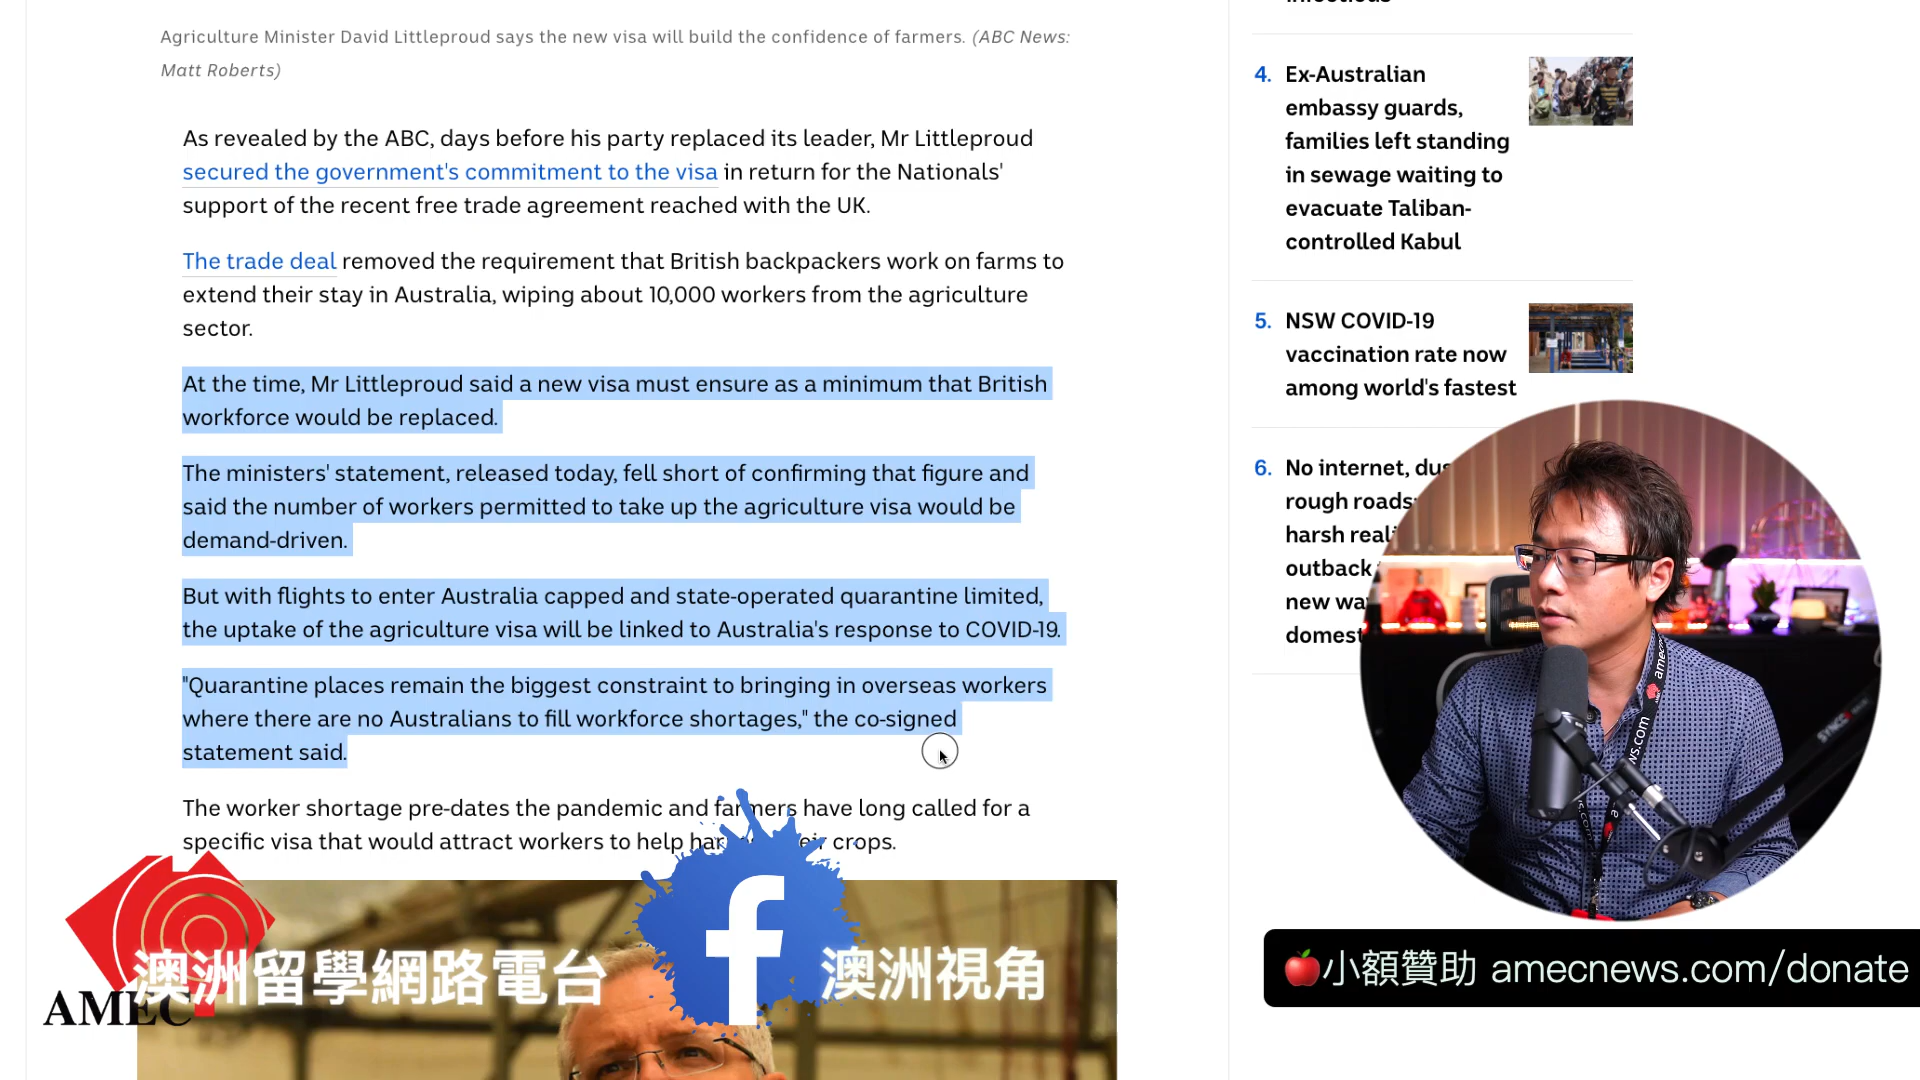 Agriculture Minister David Littleproud says the new visa will build the confidence of farmers. (ABC News:
Matt Roberts)
As revealed by the ABC, days before his party replaced its leader, Mr Littleproud
secured the government's commitment to the visa in return for the Nationals'
support of the recent free trade agreement reached with the UK.
The trade deal removed the requirement that British backpackers work on farms to
extend their stay in Australia, wiping about 10,000 workers from the agriculture
sector.
At the time, Mr Littleproud said a new visa must ensure as a minimum that British
workforce would be replaced.
The ministers' statement, released today, fell short of confirming that figure and
said the number of workers permitted to take up the agriculture visa would be
demand-driven.
But with flights to enter Australia capped and state-operated quarantine limited,
the uptake of the agriculture visa will be linked to Australia's response to COVID-19.
"Quarantine places remain the biggest constraint to bringing in overseas workers
where there are no Australians to fill workforce shortages," the co-signed
statement said.
The worker shortage pre-dates the pandemic and farmers have long called for a
specific visa that would attract workers to help crops.
4. Ex-Australian
embassy guards,
families left standing
in sewage waiting to
evacuate Taliban-
controlled Kabul
5. NSW COVID-19
vaccination rate now
among world's fastest
6. No internet,
rough roads
harsh
outback
new
澳洲留學網路電台
AMEC
f
澳洲視角
小額贊助 amecnews.com/donate